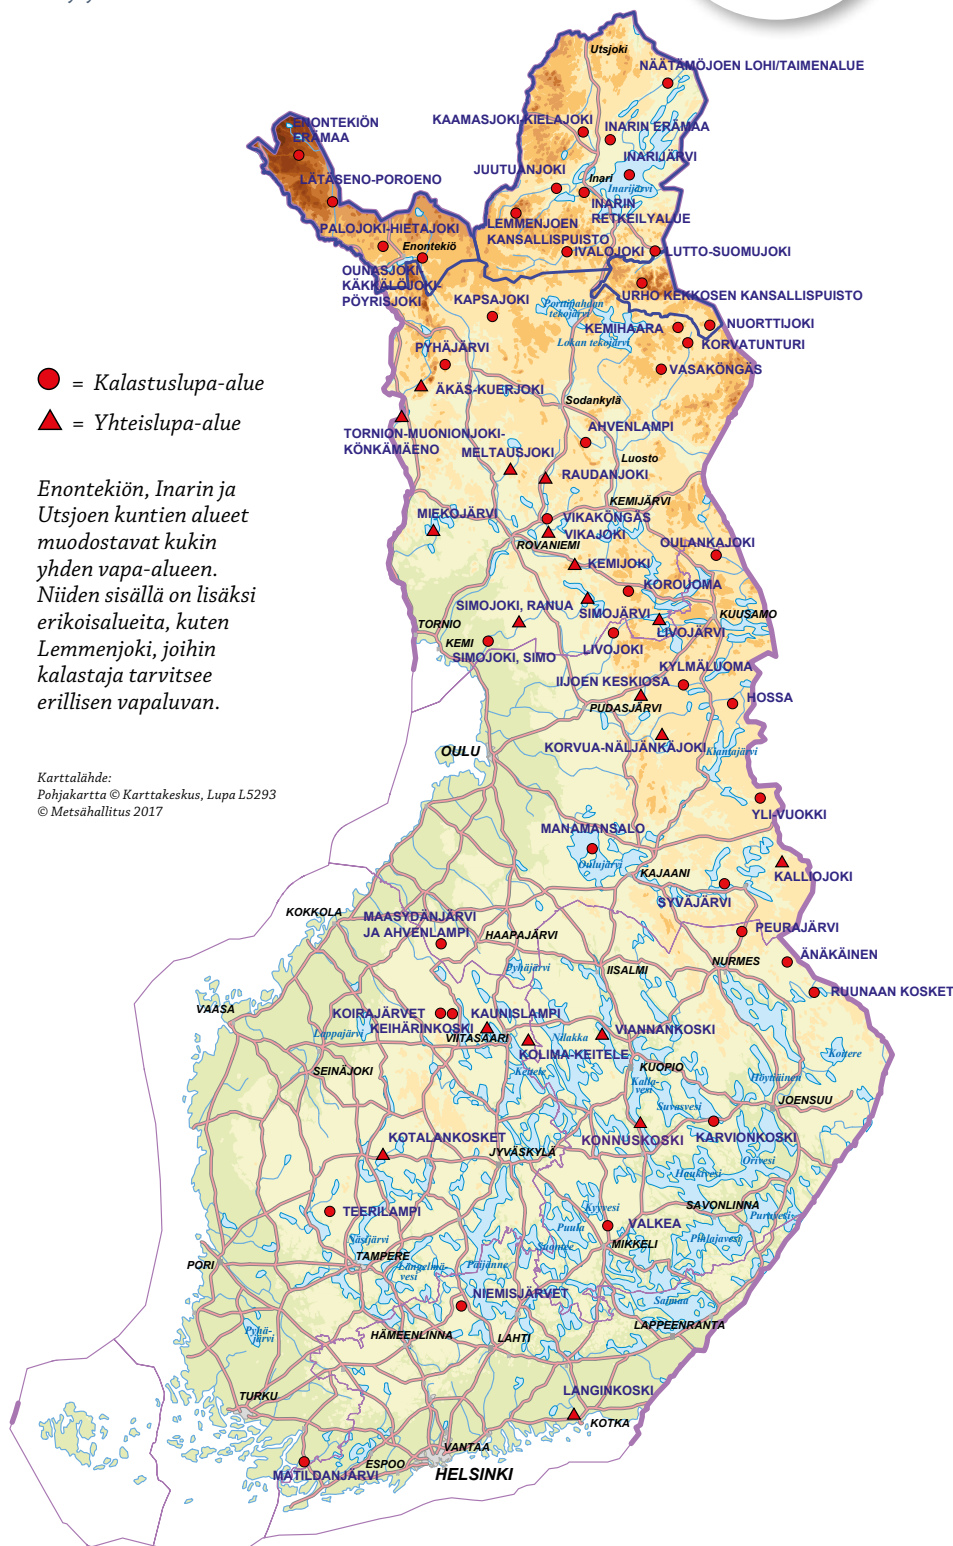 Utsjoki
NÄÄTÄMÖJOEN LOHI/TAIMENALUE
KAAMASJOKI-KIELAJOKI
INARIN ERÄMAA
ENONTEKIÖN
ERÄMAA
INARIJÄRVI
JUUTUANJOKI
Inari
Inarijärvi
LÄTÄSENO-POROENO
INARIN
RETKEILYALUE
LEMMENJOEN
KANSALLISPUISTO
PALOJOKI-HIETAJOKI
Enontekiö
IVALOJOKI
LUTTO-SUOMUJOKI
OUNASJOKI-
KÄKKÄLÖJOKI-
PÖYRISJOKI
URHO KEKKOSEN KANSALLISPUISTO
KAPSAJOKI
Porttipahdan
tekojärvi
Lokan tekojärvi
KEMIHAARA
NUORTTIJOKI
KORVATUNTURI
PYHÄJÄRVI
VASAKÖNGÄS
= Kalastuslupa-alue
ÄKÄS-KUERJOKI
Sodankylä
= Yhteislupa-alue
TORNION-MUONIONJOKI-
KÖNKÄMÄENO
AHVENLAMPI
MELTAUSJOKI
Luosto
RAUDANJOKI
Enontekiön, Inarin ja
Utsjoen kuntien alueet
muodostavat kukin
yhden vapa-alueen.
Niiden sisällä on lisäksi
erikoisalueita, kuten
Lemmenjoki, joihin
kalastaja tarvitsee
erillisen vapaluvan.
KEMIJÄRVI
MIEKOJÄRVI
VIKAKÖNGÄS
VIKAJOKI
ROVANIEMI
OULANKAJOKI
KEMIJOKI
KOROUOMA
SIMOJOKI, RANUA
SIMOJÄRVI
KUUSAMO
TORNIO
LIVOJÄRVI
KEMI
SIMOJOKI, SIMO
LIVOJOKI
KYLMÄLUOMA
IIJOEN KESKIOSA
HOSSA
PUDASJÄRVI
KORVUA-NÄLJÄNKÄJOKI
Kiantajärvi
OULU
Karttalähde:
Pohjakartta © Karttakeskus, Lupa L5293
© Metsähallitus 2017
YLI-VUOKKI
MANAMANSALO
Oulujärvi
KAJAANI
KALLIOJOKI
SYVÄJÄRVI
KOKKOLA
MAASYDÄNJÄRVI
JA AHVENLAMPI
HAAPAJÄRVI
PEURAJÄRVI
Pyhäjärvi
IISALMI
NURMES
ÄNÄKÄINEN
RUUNAAN KOSKET
VAASA
KOIRAJÄRVET
KAUNISLAMPI
KEIHÄRINKOSKI
Lappajärvi
VIITASAARI
Nilakka
VIANNANKOSKI
KOLIMA-KEITELE
Koitere
SEINÄJOKI
Keitele
KUOPIO
Kalla-
vesi
Höytiäinen
Suvasvesi
JOENSUU
KOTALANKOSKET
KONNUSKOSKI
KARVIONKOSKI
JYVÄSKYLÄ
Orivesi
Haukivesi
TEERILAMPI
Kyyvesi
SAVONLINNA
Puruvesi
Puula
VALKEA
Näsijärvi
Suontee
MIKKELI
Pihlajavesi
TAMPERE
PORI
Längelmä-
vesi
Päijänne
NIEMISJÄRVET
Saimaa
Pyhä-
järvi
HÄMEENLINNA
LAHTI
LAPPEENRANTA
LANGINKOSKI
TURKU
KOTKA
VANTAA
ESPOO
MATILDANJÄRVI
HELSINKI